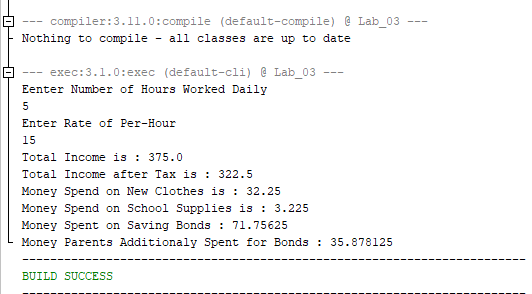 --- compiler:3.11.0:compile (default-compile) @ Lab_03 ---
Nothing to compile - all classes are up to date
--- exec:3.1.0:exec (default-cli) @ Lab_03 ---
Eenter Number of Hours Worked Daily
5
Enter Rate of Per-Hour
15
Total Income is : 375.0
Total Income after Tax is : 322.5
Money Spend on New Clothes is : 32.25
Money Spend on School Supplies is : 3.225
Money Spent on Saving Bonds : 71.75625
Money Parents Additionaly Spent for Bonds : 35.878125
------------------------------------------------------------------------
BUILD SUCCESS
------------------------------------------------------------------------